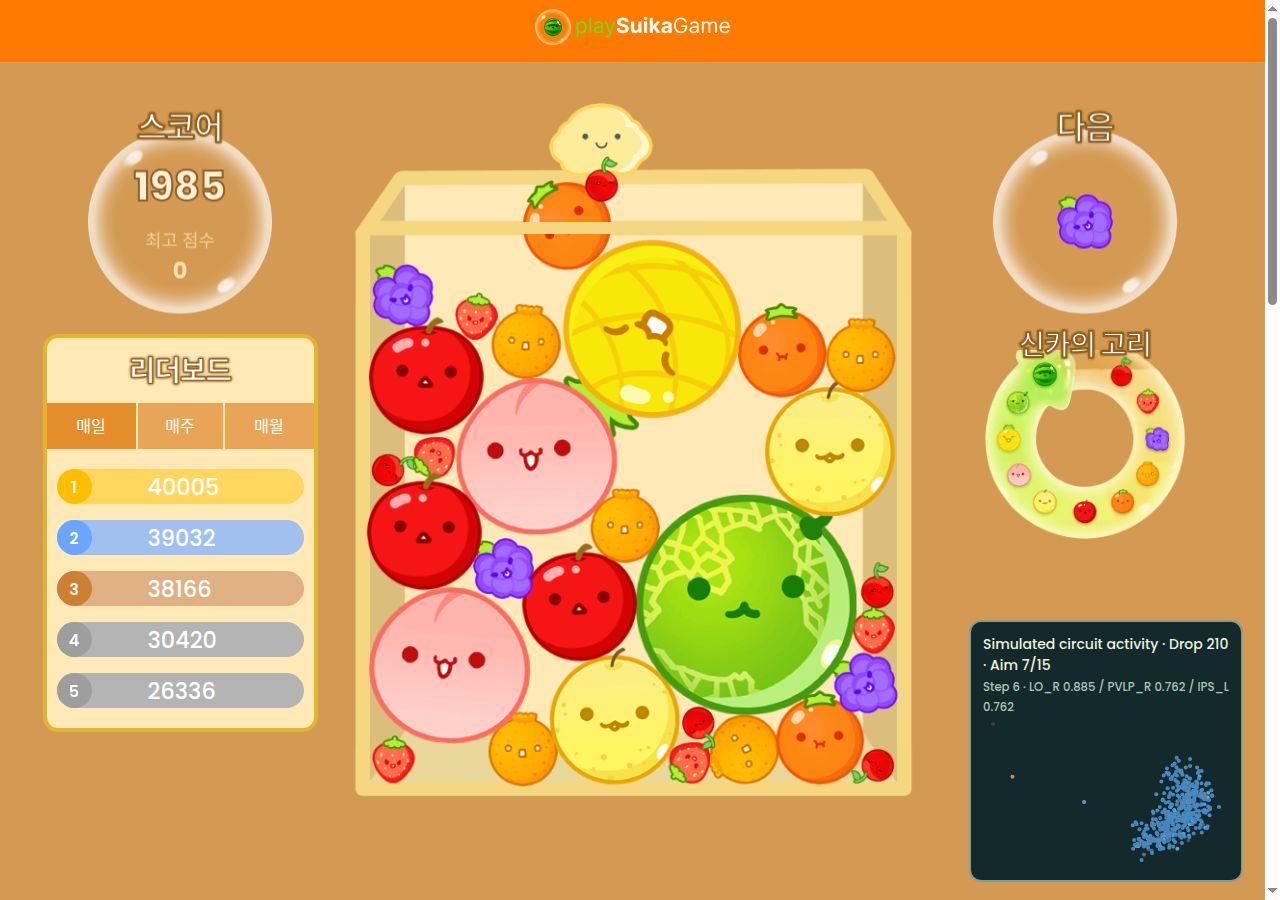 playSuikaGame
스코어
1985
최고 점수
0
다음
신카의 고리
리더보드
매일 매주 매월
1 40005
2 39032
3 38166
4 30420
5 26336
Simulated circuit activity · Drop 210
· Aim 7/15
Step 6 · LO_R 0.885 / PVLP_R 0.762 / IPS_L
0.762